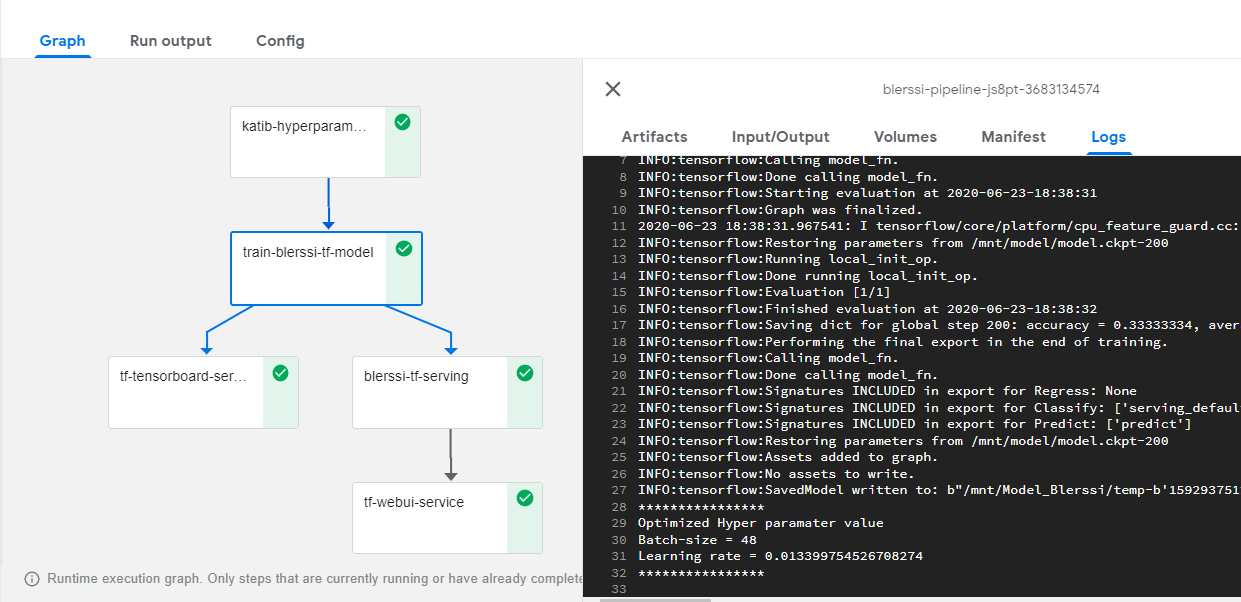 Graph Run output Config
katib-hyperparam...
train-blerssi-tf-model
tf-tensorboard-ser...
blerssi-tf-serving
tf-webui-service
Runtime execution graph. Only steps that are currently running or have already complete
blerssi-pipeline-js8pt-3683134574
Artifacts Input/Output Volumes Manifest Logs
7 INFO:tensorflow:Calling model_fn.
8 INFO:tensorflow:Done calling model_fn.
9 INFO:tensorflow:Starting evaluation at 2020-06-23-18:38:31
10 INFO:tensorflow:Graph was finalized.
11 2020-06-23 18:38:31.967541: I tensorflow/core/platform/cpu_feature_guard.cc:
12 INFO:tensorflow:Restoring parameters from /mnt/model/model.ckpt-200
13 INFO:tensorflow:Running local_init_op.
14 INFO:tensorflow:Done running local_init_op.
15 INFO:tensorflow:Evaluation [1/1]
16 INFO:tensorflow:Finished evaluation at 2020-06-23-18:38:32
17 INFO:tensorflow:Saving dict for global step 200: accuracy = 0.33333334, aver
18 INFO:tensorflow:Performing the final export in the end of training.
19 INFO:tensorflow:Calling model_fn.
20 INFO:tensorflow:Done calling model_fn.
21 INFO:tensorflow:Signatures INCLUDED in export for Regress: None
22 INFO:tensorflow:Signatures INCLUDED in export for Classify: ['serving_defaul
23 INFO:tensorflow:Signatures INCLUDED in export for Predict: ['predict']
24 INFO:tensorflow:Restoring parameters from /mnt/model/model.ckpt-200
25 INFO:tensorflow:Assets added to graph.
26 INFO:tensorflow:No assets to write.
27 INFO:tensorflow:SavedModel written to: b"/mnt/Model_Blerssi/temp-b'1592937511
28 ****************
29 Optimized Hyper paramater value
30 Batch-size = 48
31 Learning rate = 0.013399754526708274
32 ****************
33